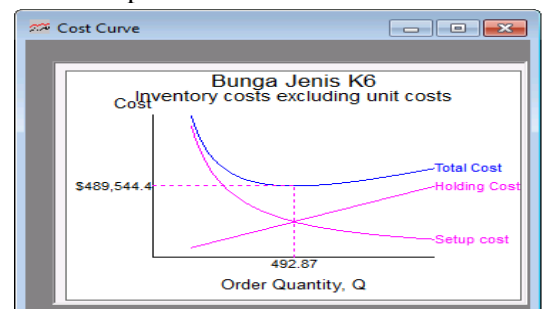 Cost Curve
Bunga Jenis K6
Inventory costs excluding unit costs
Cost
Total Cost
$489,544.4
Holding Cost
Setup cost
492.87
Order Quantity, Q